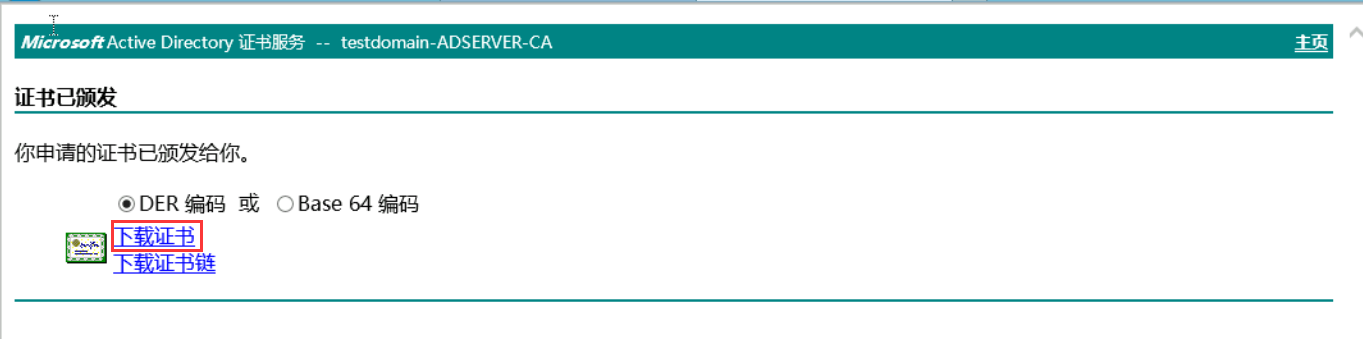 Microsoft Active Directory 证书服务 -- testdomain-ADSERVER-CA 主页
证书已颁发
你申请的证书已颁发给你。
DER 编码 或 Base 64 编码
下载证书
下载证书链